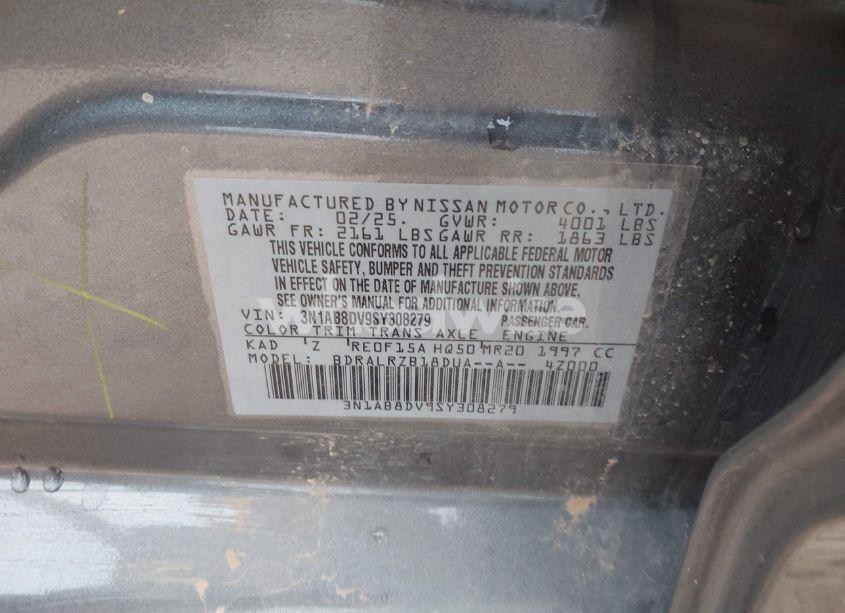 MANUFACTURED BY NISSAN MOTOR CO., LTD.
DATE: 02/25. GVWR: 4001 LBS
GAWR FR: 2161 LBS GAWR RR: 1863 LBS
THIS VEHICLE CONFORMS TO ALL APPLICABLE FEDERAL MOTOR
VEHICLE SAFETY, BUMPER AND THEFT PREVENTION STANDARDS
IN EFFECT ON THE DATE OF MANUFACTURE SHOWN ABOVE.
SEE OWNER'S MANUAL FOR ADDITIONAL INFORMATION.
VIN: 3N1AB8DV9SY308279 PASSENGER CAR.
COLOR TRIM TRANS AXLE ENGINE
KAD Z RE0F15A HQ50 MR20 1997 CC
MODEL: BDRALRZB18DUA--A-- 4Z000
3N1AB8DV9SY308279